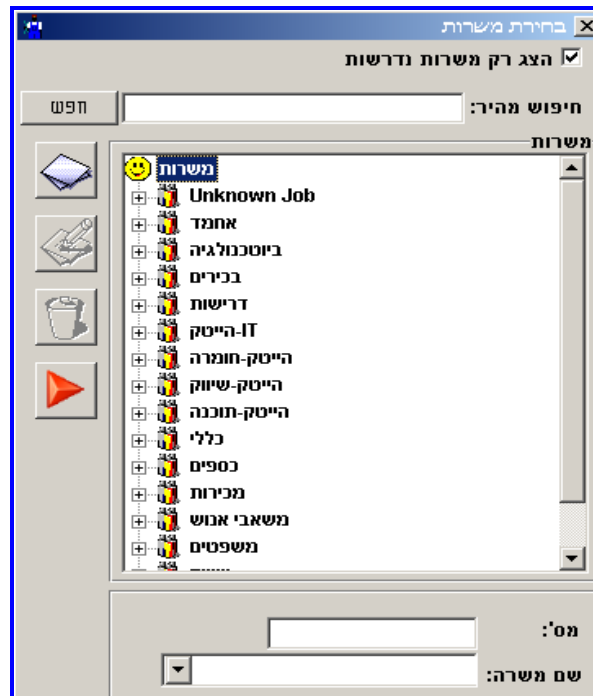 בחירת משרות
הצג רק משרות נדרשות
חיפוש מהיר:
חפש
משרות
משרות
Unknown Job
אחמד
ביוטכנולגיה
בכירים
דרישות
הייטק-IT
הייטק-חומרה
הייטק-שיווק
הייטק-תוכנה
כללי
כספים
מכירות
משאבי אנוש
משפטים
מס':
שם משרה: